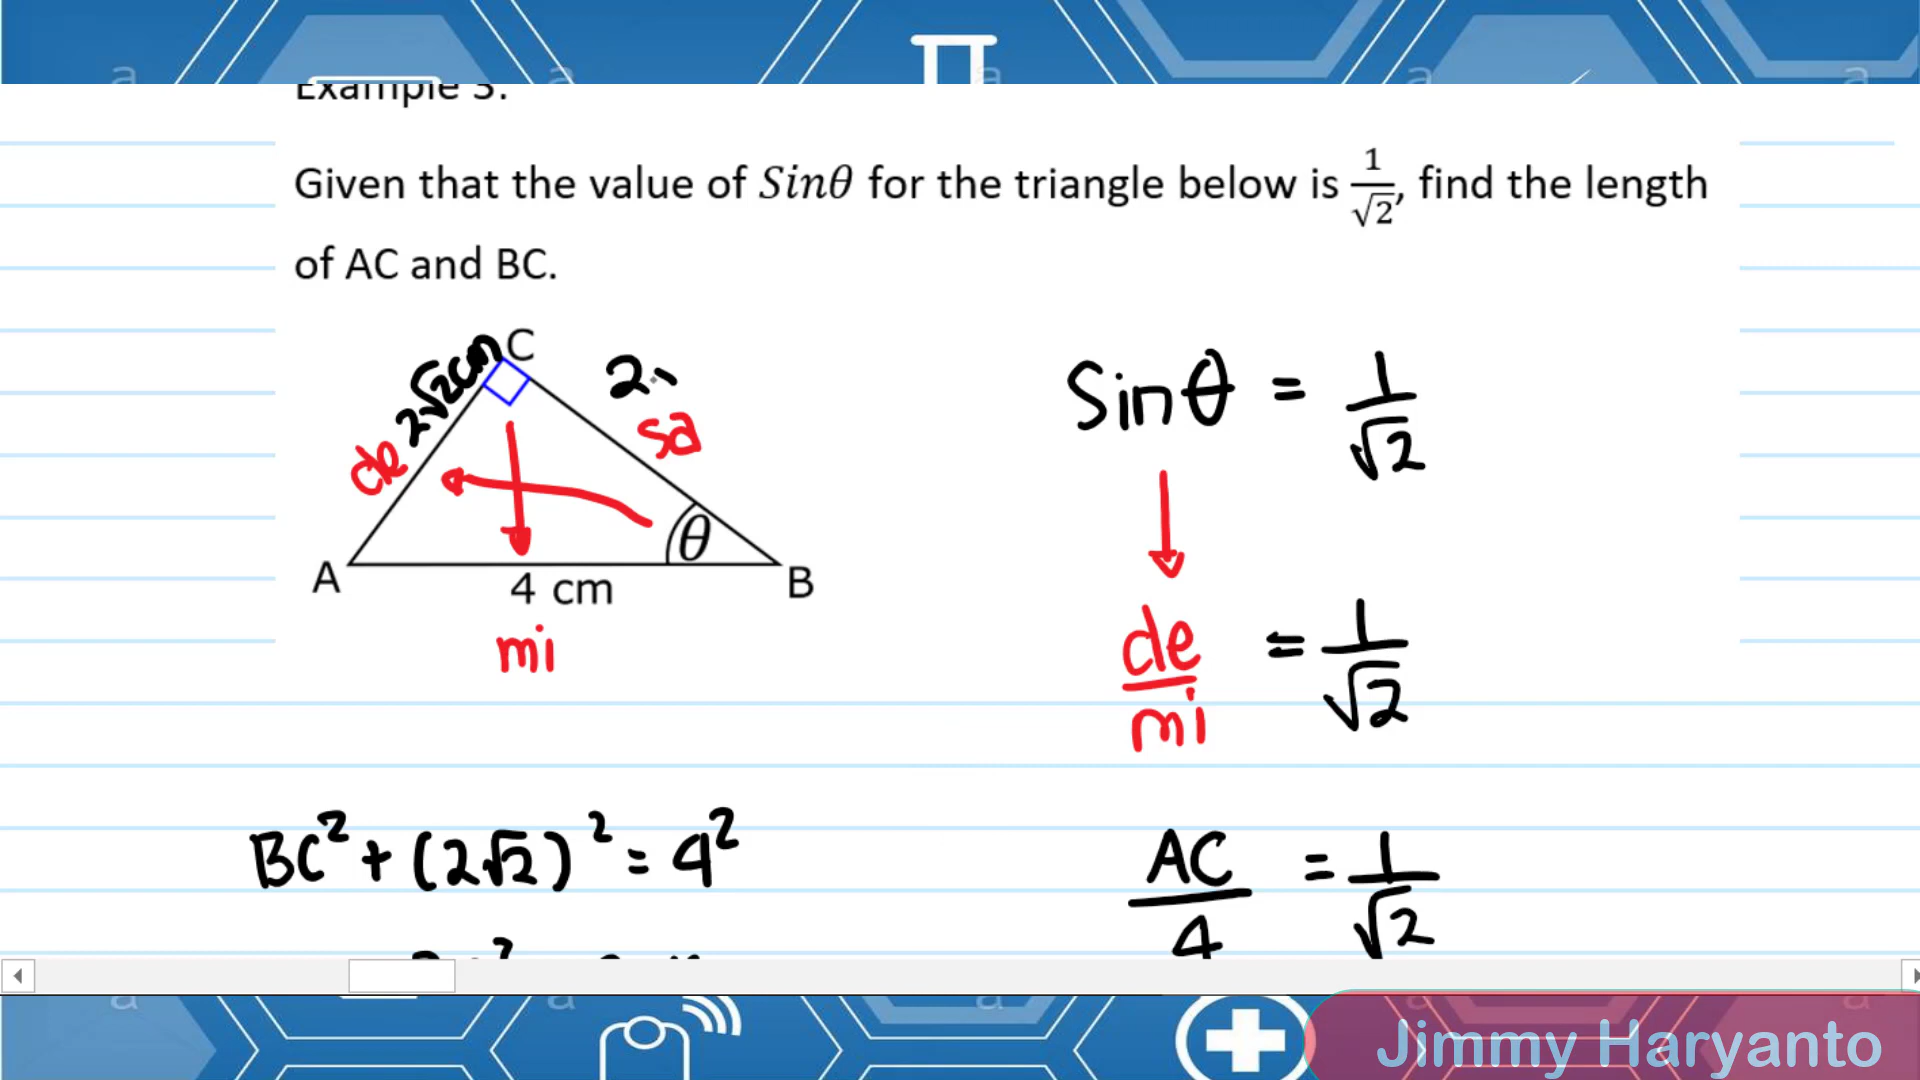 Example 3:
Given that the value of Sinθ for the triangle below is 1/√2, find the length
of AC and BC.
C
2√2cm
2
de
sa
θ
A
B
4 cm
mi
Sinθ = 1/√2
de/mi = 1/√2
BC² + (2√2)² = 4²
AC/4 = 1/√2
Jimmy Haryanto